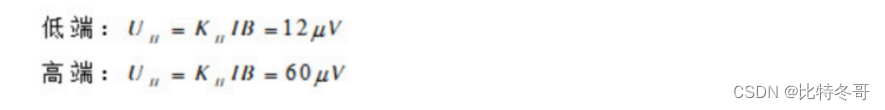 低端：U_H = K_H IB = 12μV
高端：U_H = K_H IB = 60μV
CSDN @比特冬哥